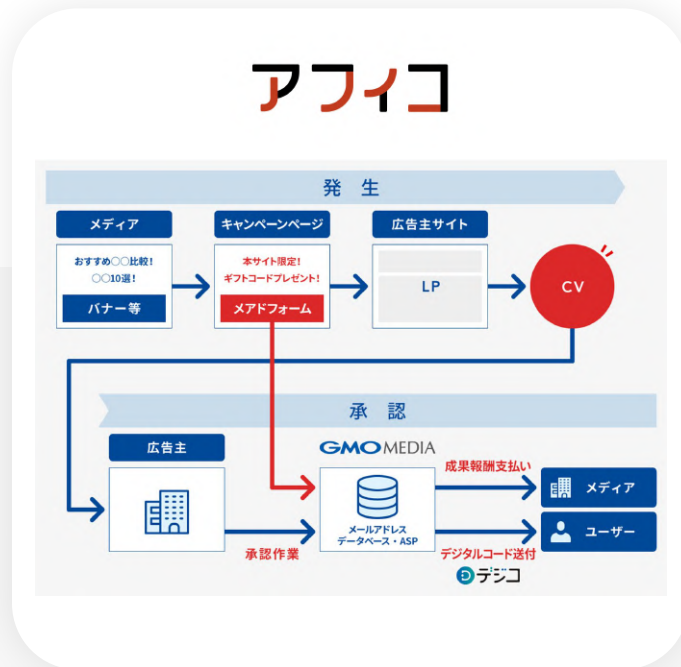 アフィコ
発生
メディア
キャンペーンページ
広告主サイト
おすすめ○○比較!
○○10選!
バナー等
本サイト限定!
ギフトコードプレゼント!
メアドフォーム
LP
CV
承認
広告主
GMO MEDIA
成果報酬支払い
メディア
メールアドレス
データベース・ASP
承認作業
ユーザー
デジタルコード送付
デジコ